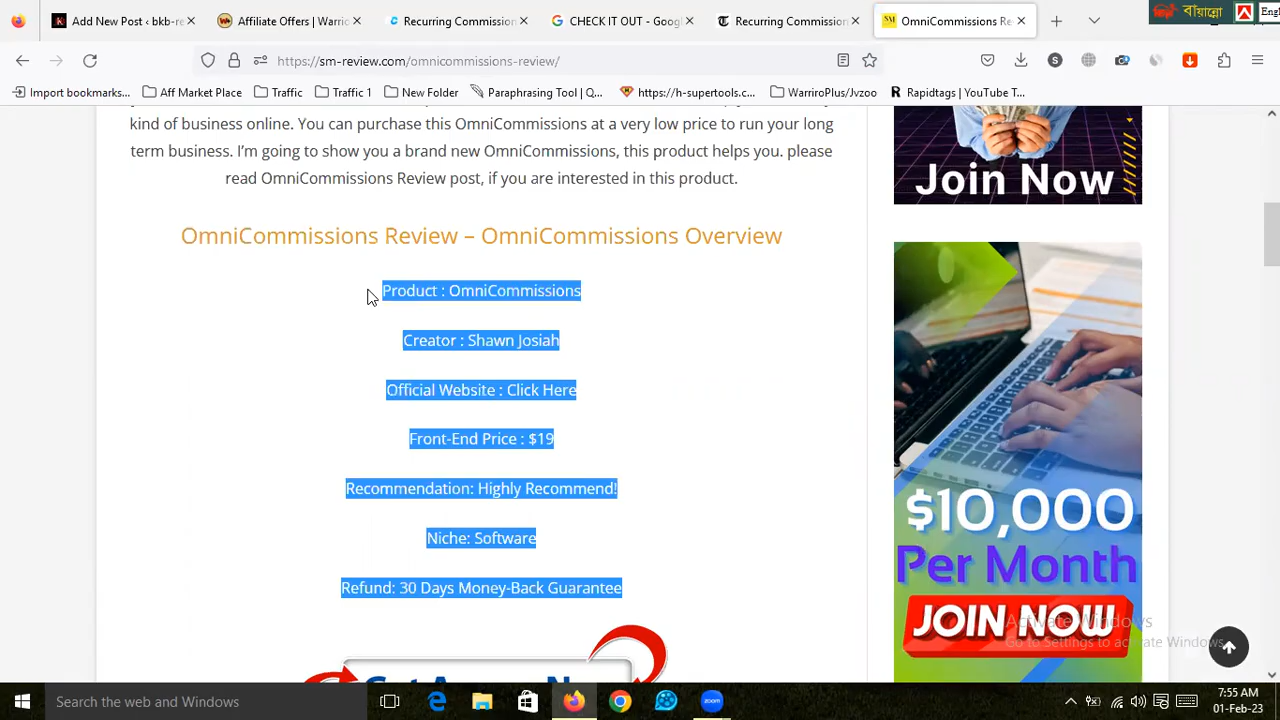 Add New Post ‹ bkb-re
Affiliate Offers | Warrio
Recurring Commission
CHECK IT OUT - Googl
Recurring Commission
OmniCommissions Re
বায়ান্নো
Engl
https://sm-review.com/omnicommissions-review/
Import bookmarks...
Aff Market Place
Traffic
Traffic 1
New Folder
Paraphrasing Tool | Q...
https://h-supertools.c...
WarriroPlus/Jvzoo
Rapidtags | YouTube T...
kind of business online. You can purchase this OmniCommissions at a very low price to run your long
term business. I'm going to show you a brand new OmniCommissions, this product helps you. please
read OmniCommissions Review post, if you are interested in this product.
OmniCommissions Review – OmniCommissions Overview
Product : OmniCommissions
Creator : Shawn Josiah
Official Website : Click Here
Front-End Price : $19
Recommendation: Highly Recommend!
Niche: Software
Refund: 30 Days Money-Back Guarantee
Join Now
$10,000
Per Month
JOIN NOW
Activate Windows
Go to Settings to activate Windows.
Search the web and Windows
zoom
7:55 AM
01-Feb-23